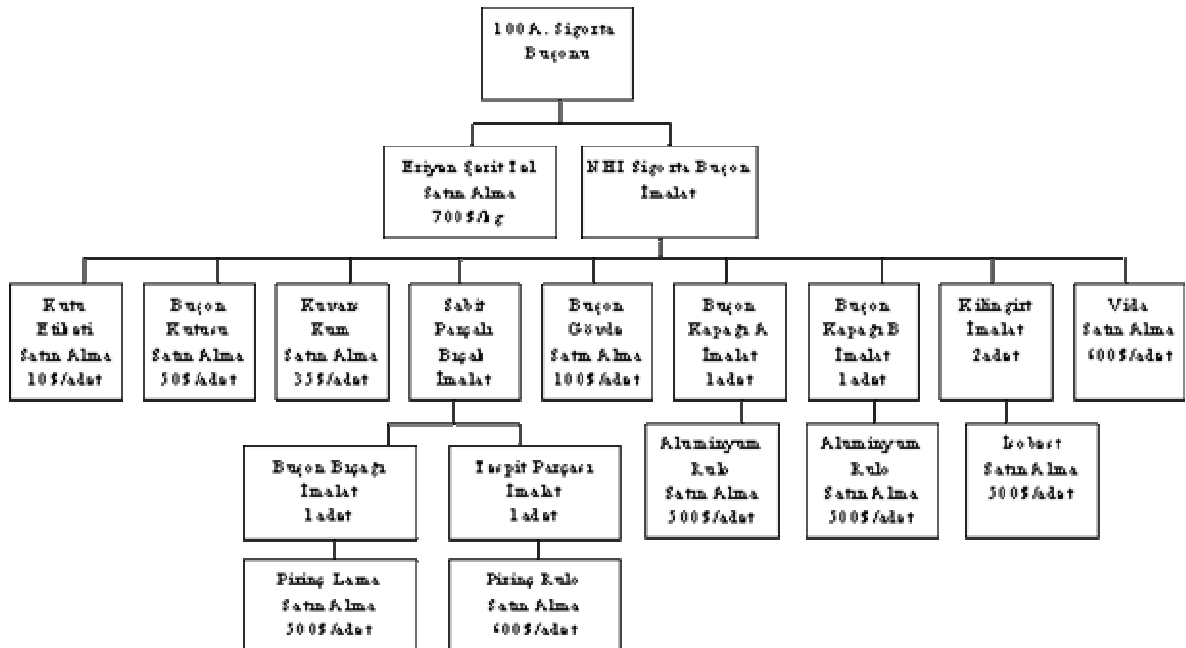 100A. Sigorta
Buşonu
Eriyen Şerit Tel
Satın Alma
700$/kg
NHI Sigorta Buşon
İmalat
Kutu
Etiketi
Satın Alma
10$/adet
Buşon
Kutusu
Satın Alma
50$/adet
Kuvars
Kum
Satın Alma
35$/adet
Sabit
Parçalı
Bıçak
İmalat
Buşon
Gövde
Satın Alma
100$/adet
Buşon
Kapağı A
İmalat
1adet
Buşon
Kapağı B
İmalat
1adet
Kilingirt
İmalat
2adet
Vida
Satın Alma
600$/adet
Buşon Bıçağı
İmalat
1adet
Tespit Parçası
İmalat
1adet
Aluminyum
Rulo
Satın Alma
500$/adet
Aluminyum
Rulo
Satın Alma
500$/adet
Satın Alma
500$/adet
Pirinç Lama
Satın Alma
500$/adet
Pirinç Rulo
Satın Alma
600$/adet